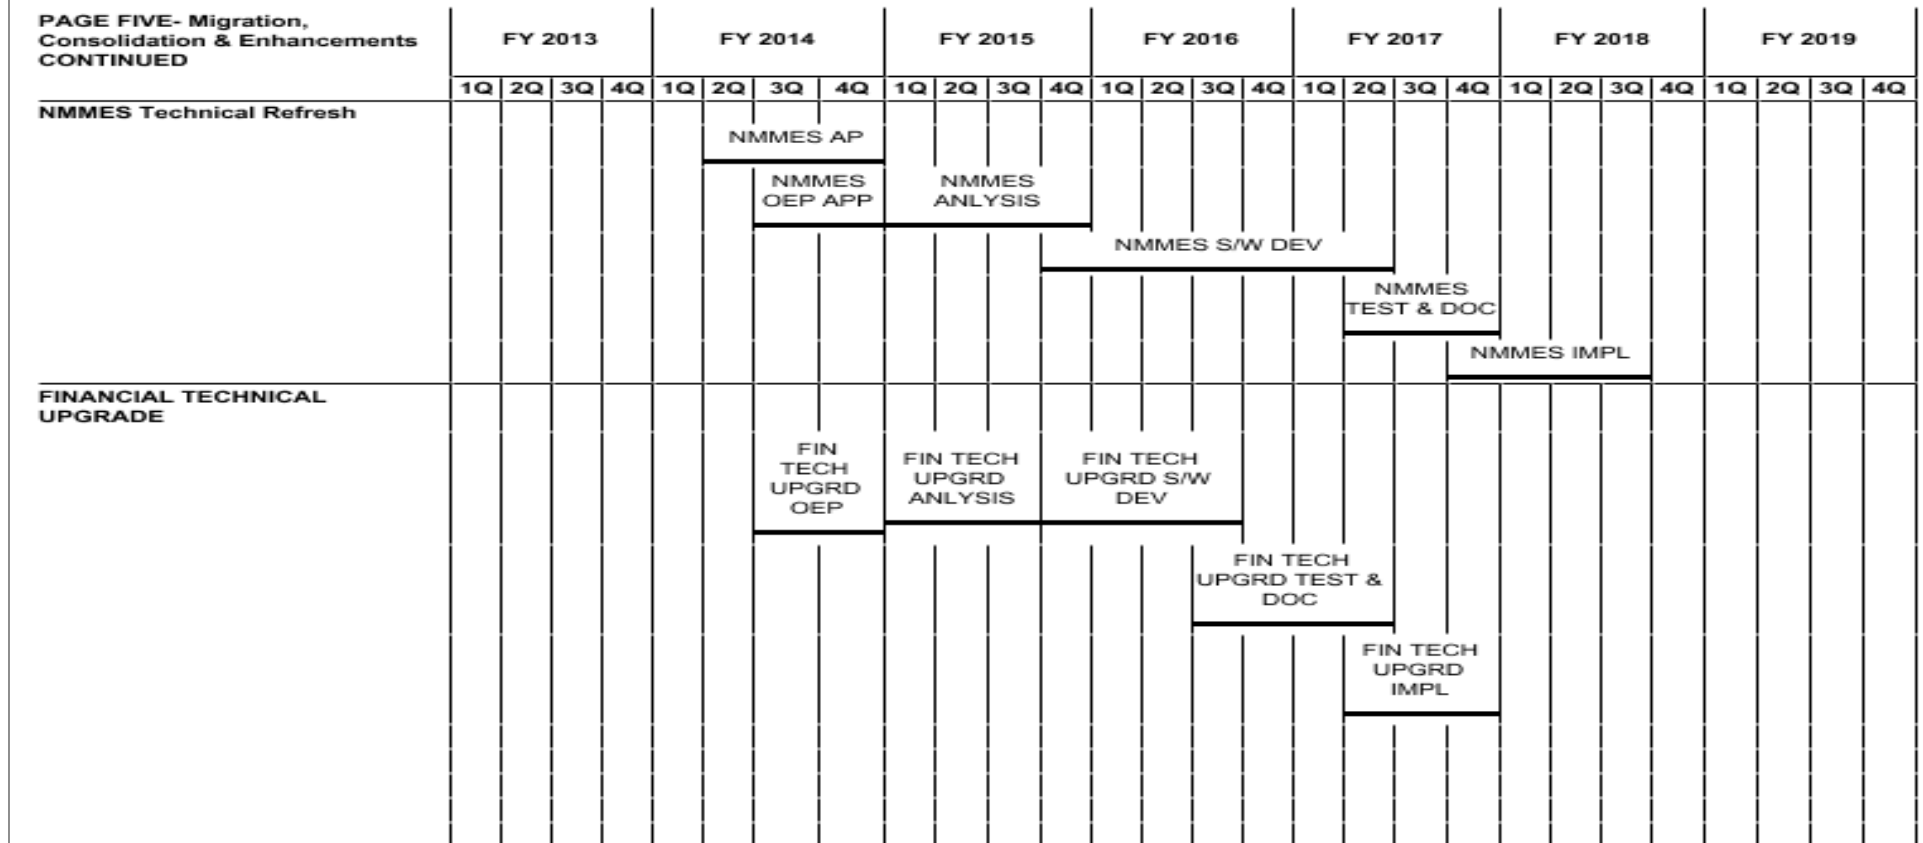 PAGE FIVE- Migration,
Consolidation & Enhancements
CONTINUED
FY 2013 FY 2014 FY 2015 FY 2016 FY 2017 FY 2018 FY 2019
1Q 2Q 3Q 4Q 1Q 2Q 3Q 4Q 1Q 2Q 3Q 4Q 1Q 2Q 3Q 4Q 1Q 2Q 3Q 4Q 1Q 2Q 3Q 4Q 1Q 2Q 3Q 4Q
NMMES Technical Refresh
NMMES AP
NMMES
OEP APP
NMMES
ANLYSIS
NMMES S/W DEV
NMMES
TEST & DOC
NMMES IMPL
FINANCIAL TECHNICAL
UPGRADE
FIN
TECH
UPGRD
OEP
FIN TECH
UPGRD
ANLYSIS
FIN TECH
UPGRD S/W
DEV
FIN TECH
UPGRD TEST &
DOC
FIN TECH
UPGRD
IMPL